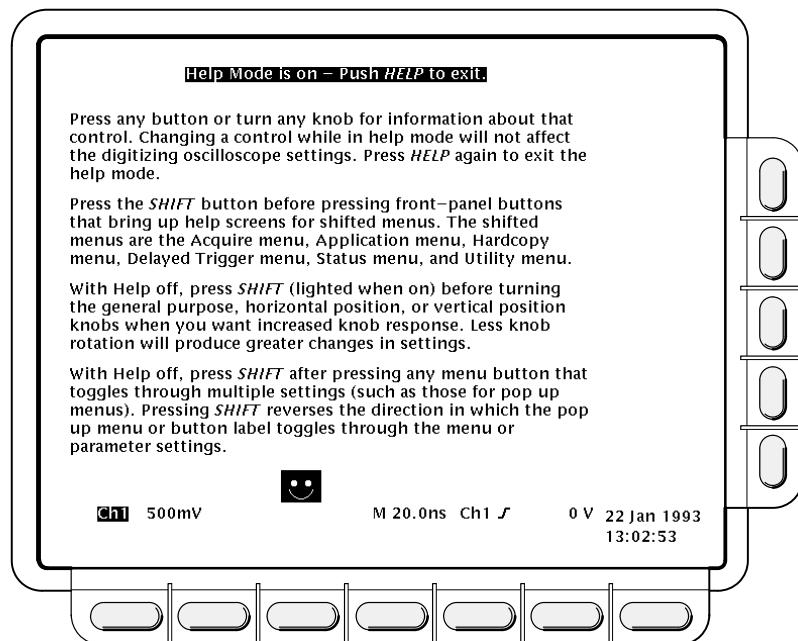 Help Mode is on – Push HELP to exit.
Press any button or turn any knob for information about that
control. Changing a control while in help mode will not affect
the digitizing oscilloscope settings. Press HELP again to exit the
help mode.
Press the SHIFT button before pressing front–panel buttons
that bring up help screens for shifted menus. The shifted
menus are the Acquire menu, Application menu, Hardcopy
menu, Delayed Trigger menu, Status menu, and Utility menu.
With Help off, press SHIFT (lighted when on) before turning
the general purpose, horizontal position, or vertical position
knobs when you want increased knob response. Less knob
rotation will produce greater changes in settings.
With Help off, press SHIFT after pressing any menu button that
toggles through multiple settings (such as those for pop up
menus). Pressing SHIFT reverses the direction in which the pop
up menu or button label toggles through the menu or
parameter settings.
Ch1 500mV M 20.0ns Ch1 0 V 22 Jan 1993
13:02:53